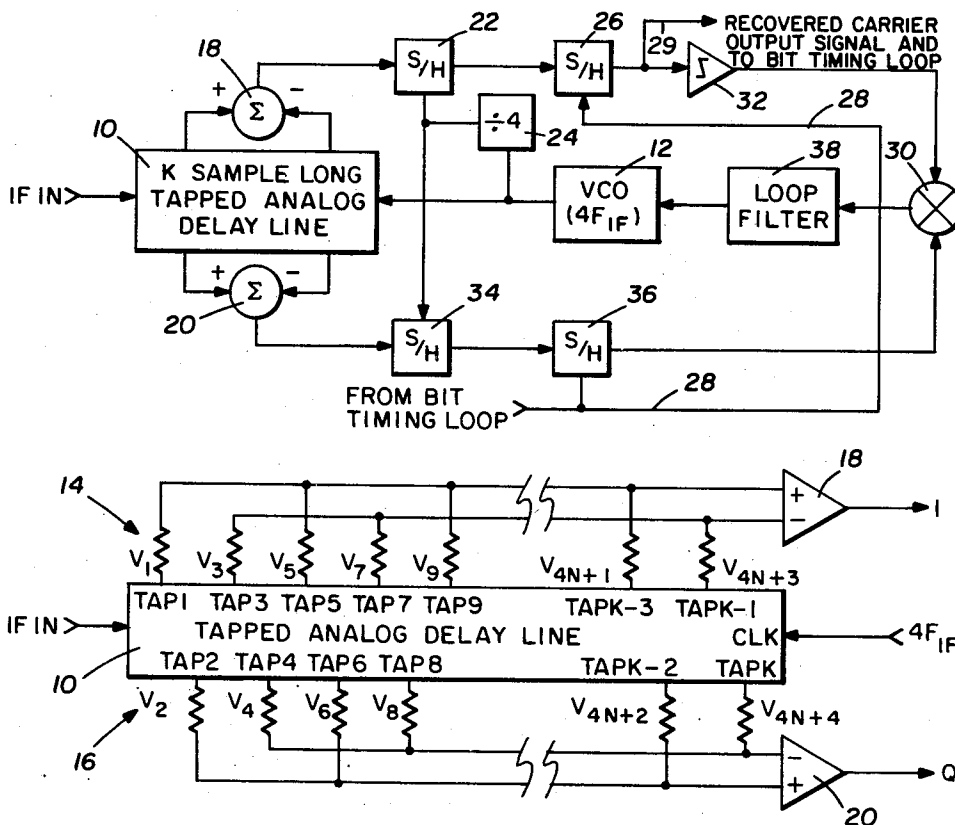 22
26
RECOVERED CARRIER
OUTPUT SIGNAL AND
TO BIT TIMING LOOP
29
18
S/H
S/H
32
+
Σ
−
28
÷4
24
10
K SAMPLE LONG
TAPPED ANALOG
DELAY LINE
IF IN
12
VCO
(4F_IF)
38
LOOP
FILTER
30
+
−
Σ
20
34
S/H
36
S/H
FROM BIT
TIMING LOOP
28
14
18
+
−
I
V1 V3 V5 V7 V9 V4N+1 V4N+3
TAP1 TAP3 TAP5 TAP7 TAP9 TAPK-3 TAPK-1
IF IN
TAPPED ANALOG DELAY LINE
CLK
4F_IF
10
TAP2 TAP4 TAP6 TAP8 TAPK-2 TAPK
V2 V4 V6 V8 V4N+2 V4N+4
16
−
+
Q
20